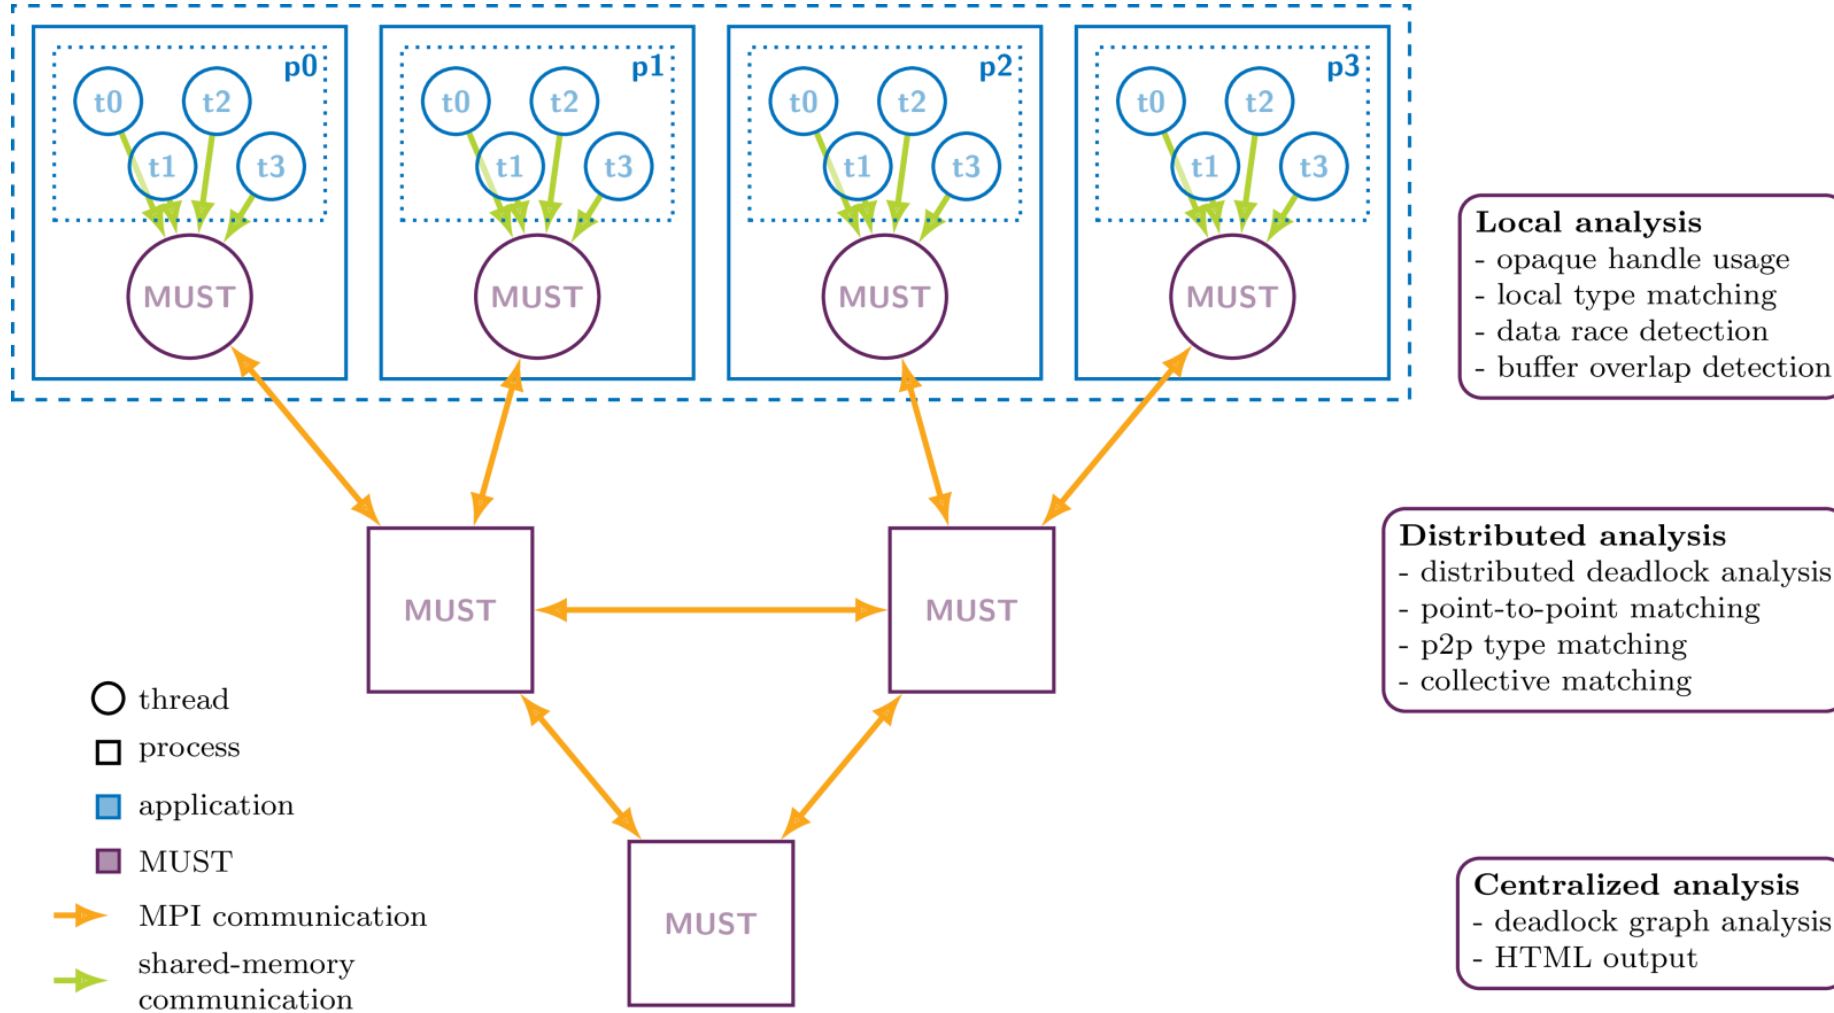 p0
t0
t2
t1
t3
MUST
p1
t0
t2
t1
t3
MUST
p2
t0
t2
t1
t3
MUST
p3
t0
t2
t1
t3
MUST
Local analysis
- opaque handle usage
- local type matching
- data race detection
- buffer overlap detection
MUST
MUST
Distributed analysis
- distributed deadlock analysis
- point-to-point matching
- p2p type matching
- collective matching
MUST
Centralized analysis
- deadlock graph analysis
- HTML output
thread
process
application
MUST
MPI communication
shared-memory
communication